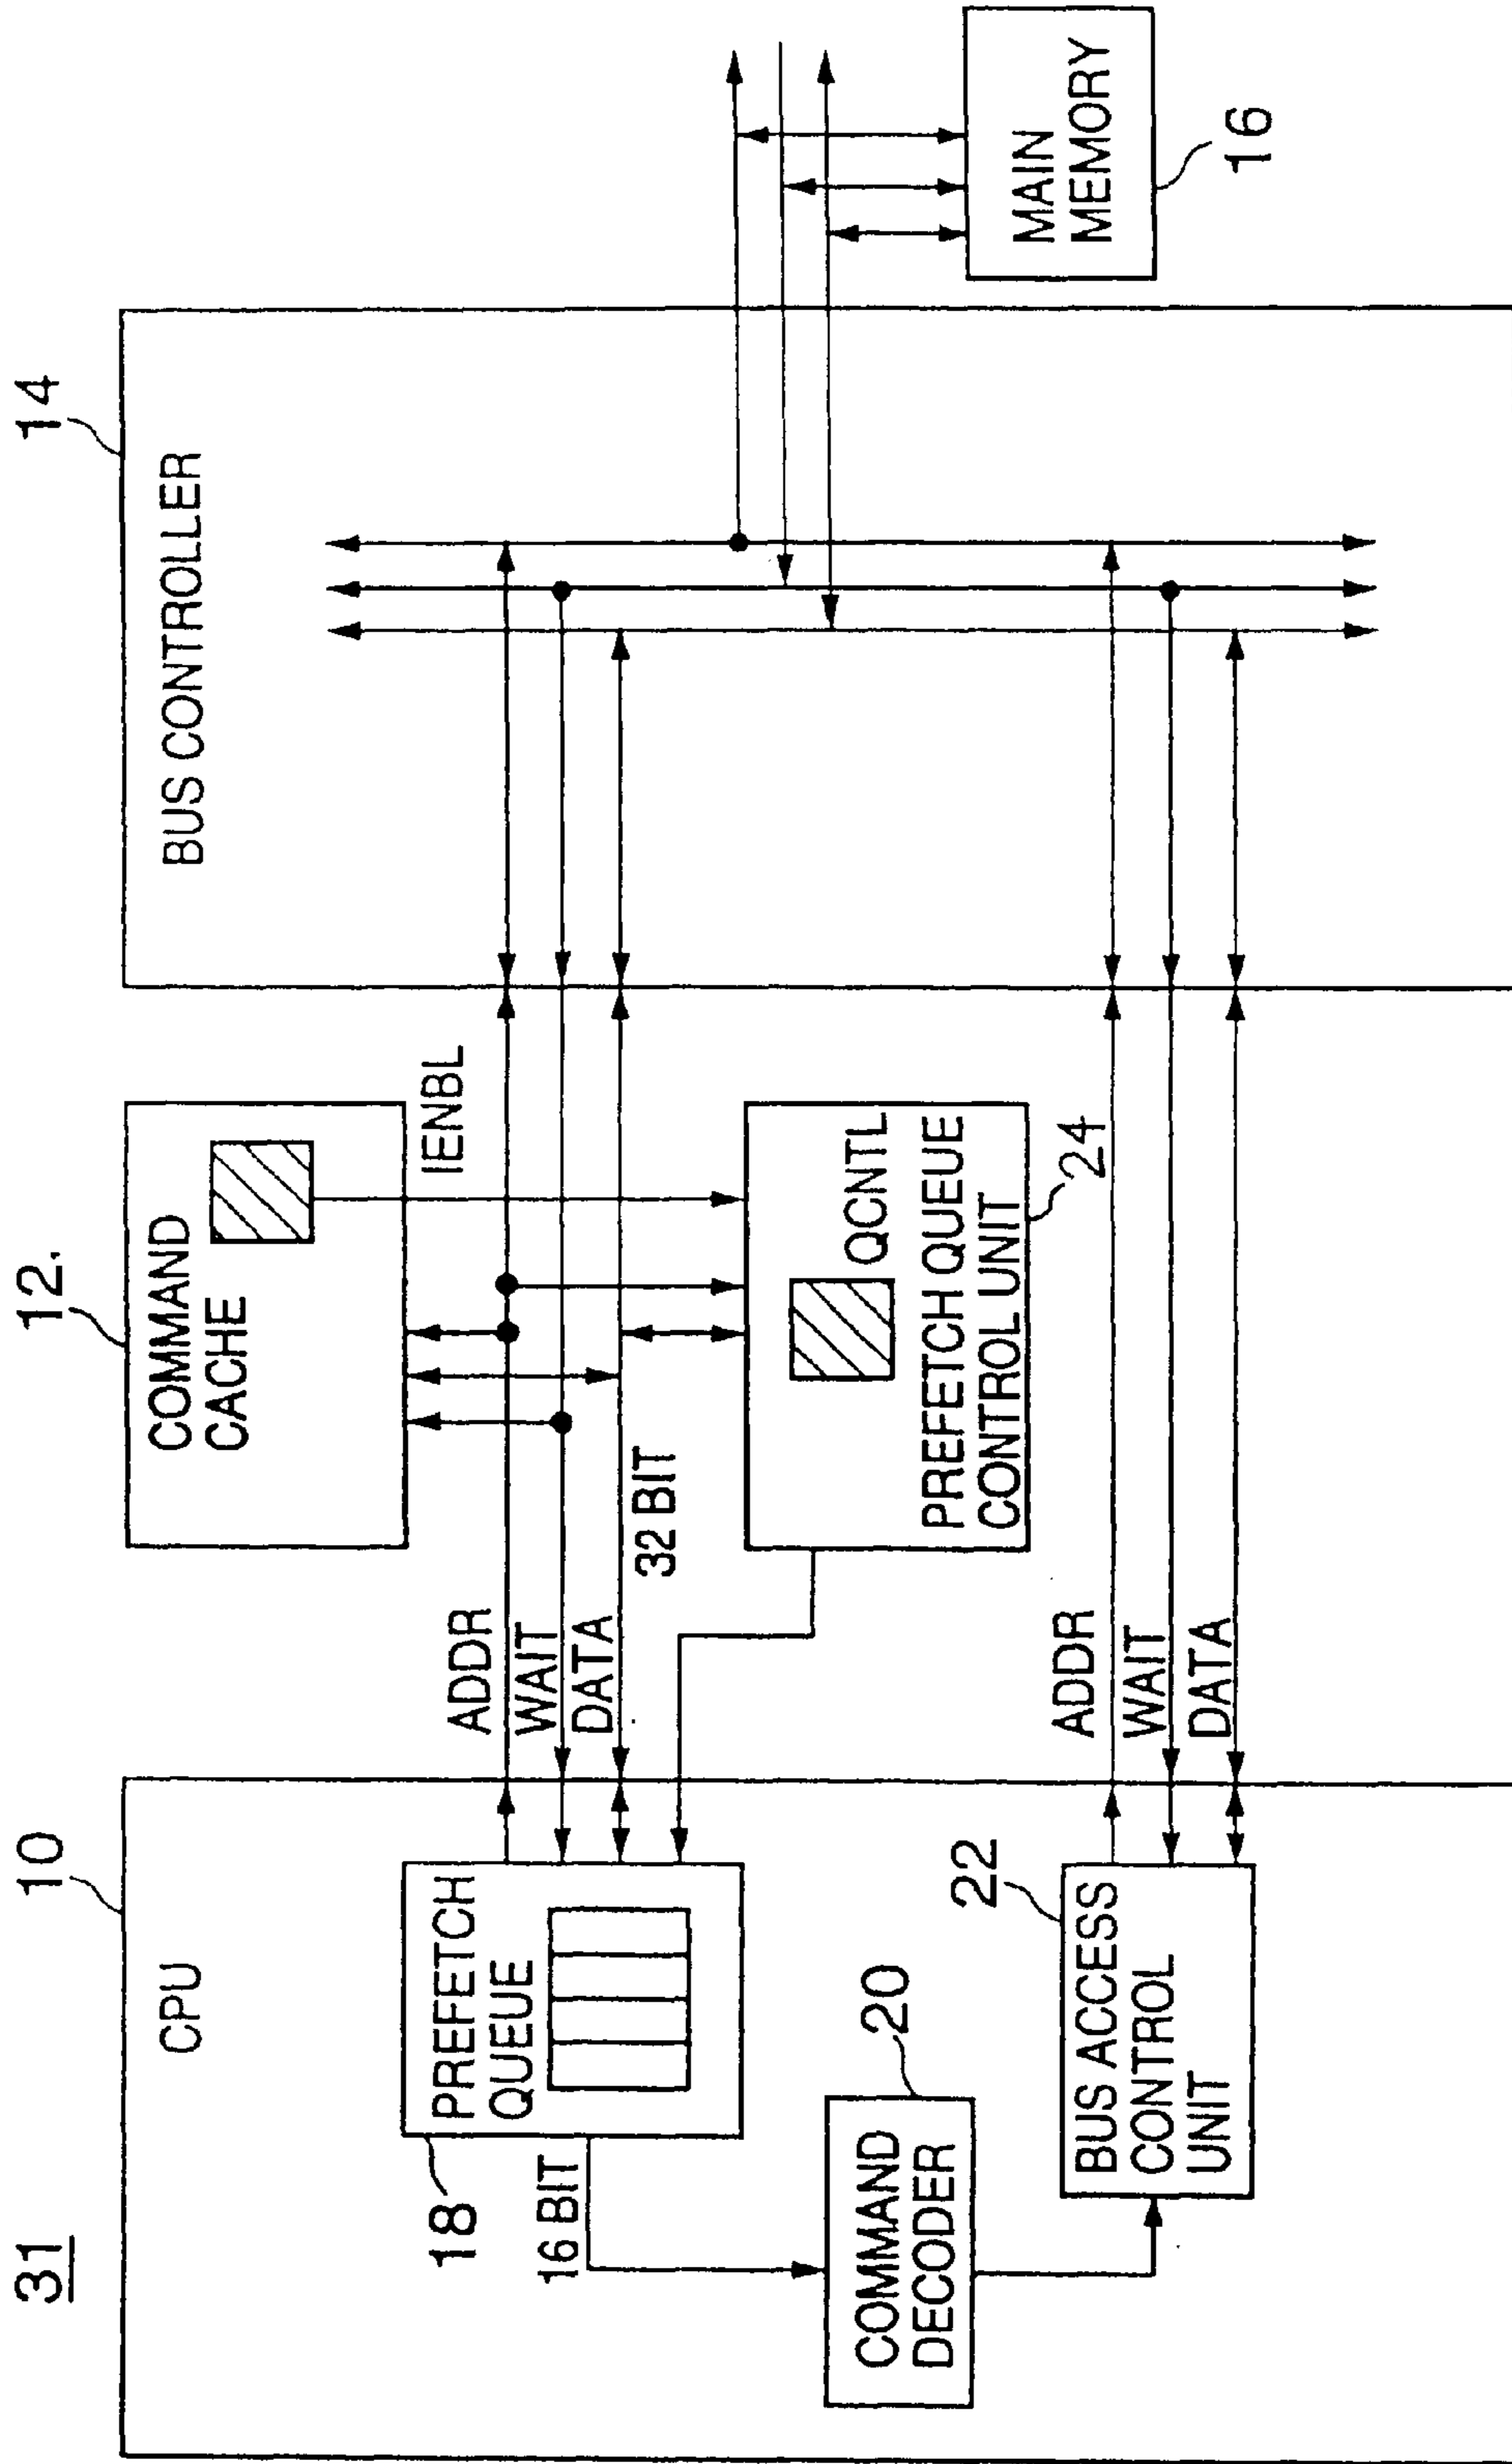 31
10
CPU
PREFETCH
QUEUE
18
16 BIT
COMMAND
DECODER
20
BUS ACCESS
CONTROL
UNIT
22
ADDR
WAIT
DATA
32 BIT
ADDR
WAIT
DATA
12
COMMAND
CACHE
IENBL
QCNTL
PREFETCH QUEUE
CONTROL UNIT
24
14
BUS CONTROLLER
MAIN
MEMORY
16